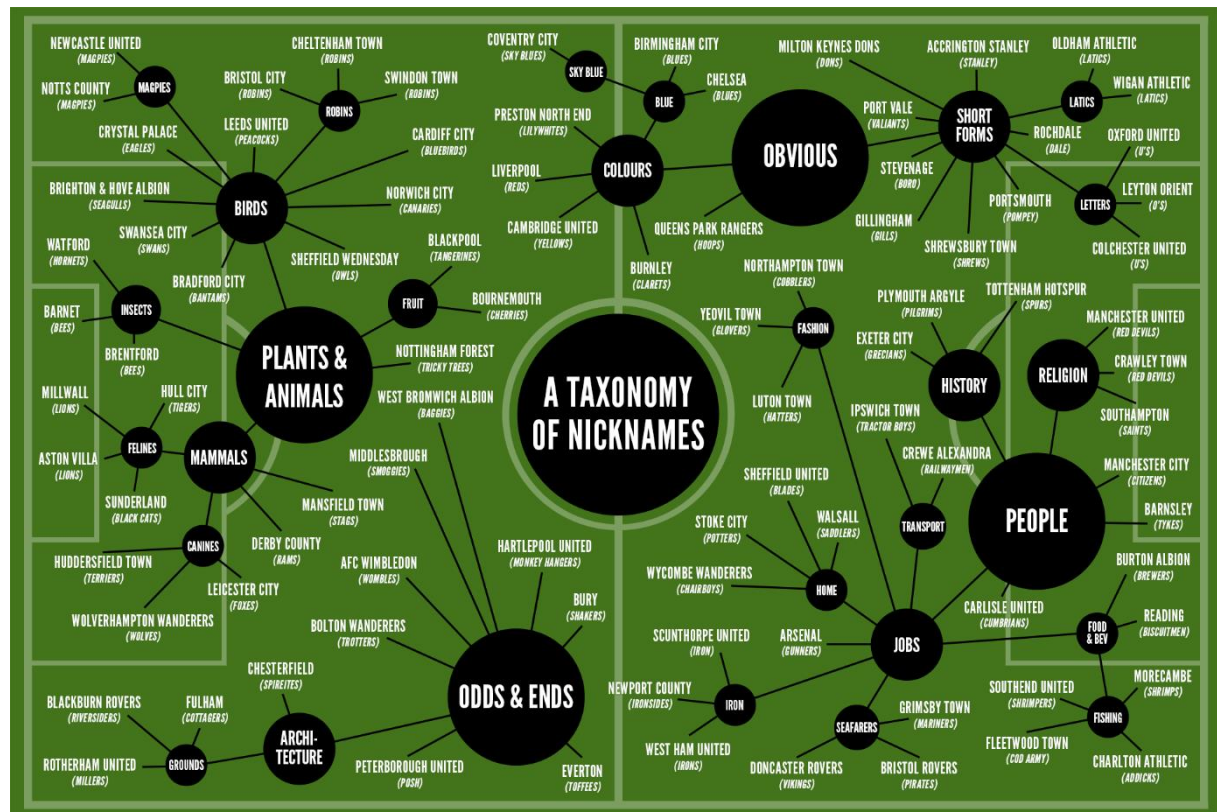 NEWCASTLE UNITED
(MAGPIES)
NOTTS COUNTY
(MAGPIES)
MAGPIES
CHELTENHAM TOWN
(ROBINS)
BRISTOL CITY
(ROBINS)
SWINDON TOWN
(ROBINS)
ROBINS
CRYSTAL PALACE
(EAGLES)
LEEDS UNITED
(PEACOCKS)
CARDIFF CITY
(BLUEBIRDS)
BRIGHTON & HOVE ALBION
(SEAGULLS)
BIRDS
NORWICH CITY
(CANARIES)
SWANSEA CITY
(SWANS)
BRADFORD CITY
(BANTAMS)
SHEFFIELD WEDNESDAY
(OWLS)
WATFORD
(HORNETS)
INSECTS
BARNET
(BEES)
BRENTFORD
(BEES)
BLACKPOOL
(TANGERINES)
FRUIT
BOURNEMOUTH
(CHERRIES)
PLANTS &
ANIMALS
NOTTINGHAM FOREST
(TRICKY TREES)
MILLWALL
(LIONS)
HULL CITY
(TIGERS)
FELINES
ASTON VILLA
(LIONS)
SUNDERLAND
(BLACK CATS)
MAMMALS
MANSFIELD TOWN
(STAGS)
DERBY COUNTY
(RAMS)
CANINES
HUDDERSFIELD TOWN
(TERRIERS)
LEICESTER CITY
(FOXES)
WOLVERHAMPTON WANDERERS
(WOLVES)
COVENTRY CITY
(SKY BLUES)
SKY BLUE
BIRMINGHAM CITY
(BLUES)
CHELSEA
(BLUES)
BLUE
PRESTON NORTH END
(LILYWHITES)
LIVERPOOL
(REDS)
COLOURS
CAMBRIDGE UNITED
(YELLOWS)
BURNLEY
(CLARETS)
OBVIOUS
QUEENS PARK RANGERS
(HOOPS)
MILTON KEYNES DONS
(DONS)
ACCRINGTON STANLEY
(STANLEY)
OLDHAM ATHLETIC
(LATICS)
LATICS
WIGAN ATHLETIC
(LATICS)
PORT VALE
(VALIANTS)
SHORT
FORMS
ROCHDALE
(DALE)
STEVENAGE
(BORO)
GILLINGHAM
(GILLS)
SHREWSBURY TOWN
(SHREWS)
PORTSMOUTH
(POMPEY)
OXFORD UNITED
(U'S)
LETTERS
LEYTON ORIENT
(O'S)
COLCHESTER UNITED
(U'S)
A TAXONOMY
OF NICKNAMES
NORTHAMPTON TOWN
(COBBLERS)
YEOVIL TOWN
(GLOVERS)
FASHION
LUTON TOWN
(HATTERS)
PLYMOUTH ARGYLE
(PILGRIMS)
TOTTENHAM HOTSPUR
(SPURS)
EXETER CITY
(GRECIANS)
HISTORY
MANCHESTER UNITED
(RED DEVILS)
CRAWLEY TOWN
(RED DEVILS)
RELIGION
SOUTHAMPTON
(SAINTS)
IPSWICH TOWN
(TRACTOR BOYS)
CREWE ALEXANDRA
(RAILWAYMEN)
TRANSPORT
PEOPLE
MANCHESTER CITY
(CITIZENS)
BARNSLEY
(TYKES)
CARLISLE UNITED
(CUMBRIANS)
SHEFFIELD UNITED
(BLADES)
STOKE CITY
(POTTERS)
WALSALL
(SADDLERS)
WYCOMBE WANDERERS
(CHAIRBOYS)
HOME
ARSENAL
(GUNNERS)
JOBS
BURTON ALBION
(BREWERS)
FOOD
& BEV
READING
(BISCUITMEN)
SCUNTHORPE UNITED
(IRON)
NEWPORT COUNTY
(IRONSIDES)
IRON
WEST HAM UNITED
(IRONS)
SEAFARERS
GRIMSBY TOWN
(MARINERS)
DONCASTER ROVERS
(VIKINGS)
BRISTOL ROVERS
(PIRATES)
SOUTHEND UNITED
(SHRIMPERS)
MORECAMBE
(SHRIMPS)
FISHING
FLEETWOOD TOWN
(COD ARMY)
CHARLTON ATHLETIC
(ADDICKS)
WEST BROMWICH ALBION
(BAGGIES)
MIDDLESBROUGH
(SMOGGIES)
AFC WIMBLEDON
(WOMBLES)
HARTLEPOOL UNITED
(MONKEY HANGERS)
BURY
(SHAKERS)
BOLTON WANDERERS
(TROTTERS)
ODDS & ENDS
PETERBOROUGH UNITED
(POSH)
EVERTON
(TOFFEES)
CHESTERFIELD
(SPIREITES)
ARCHI-
TECTURE
BLACKBURN ROVERS
(RIVERSIDERS)
FULHAM
(COTTAGERS)
GROUNDS
ROTHERHAM UNITED
(MILLERS)